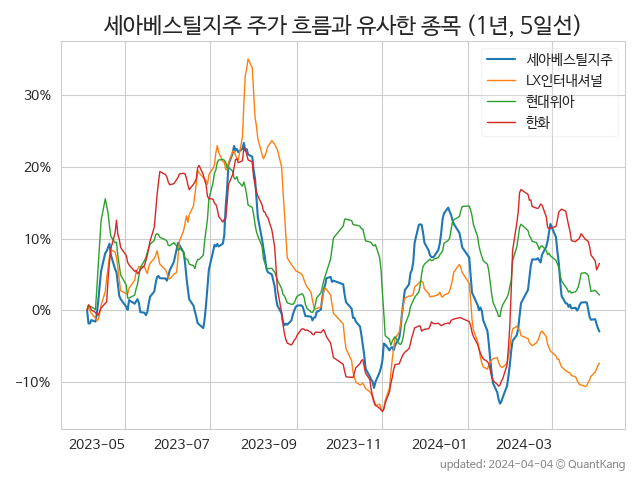 세아베스틸지주 주가 흐름과 유사한 종목 (1년, 5일선)
세아베스틸지주
LX인터내셔널
현대위아
한화
30%
20%
10%
0%
−10%
2023-05
2023-07
2023-09
2023-11
2024-01
2024-03
updated: 2024-04-04 © QuantKang